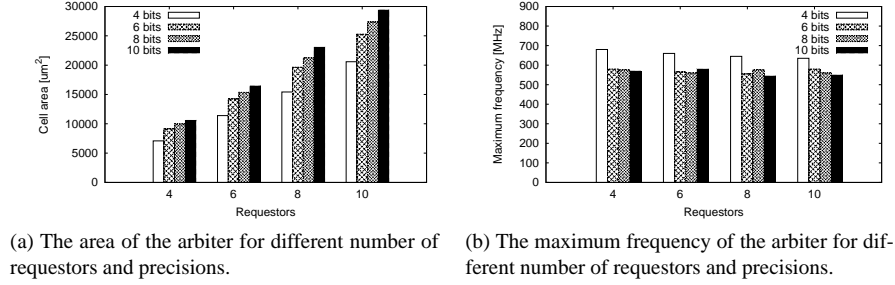 30000
25000
20000
15000
10000
5000
0
Cell area [um²]
4 bits
6 bits
8 bits
10 bits
4 6 8 10
Requestors
900
800
700
600
500
400
300
200
100
0
Maximum frequency [MHz]
4 bits
6 bits
8 bits
10 bits
4 6 8 10
Requestors
(a) The area of the arbiter for different number of
requestors and precisions.
(b) The maximum frequency of the arbiter for dif-
ferent number of requestors and precisions.